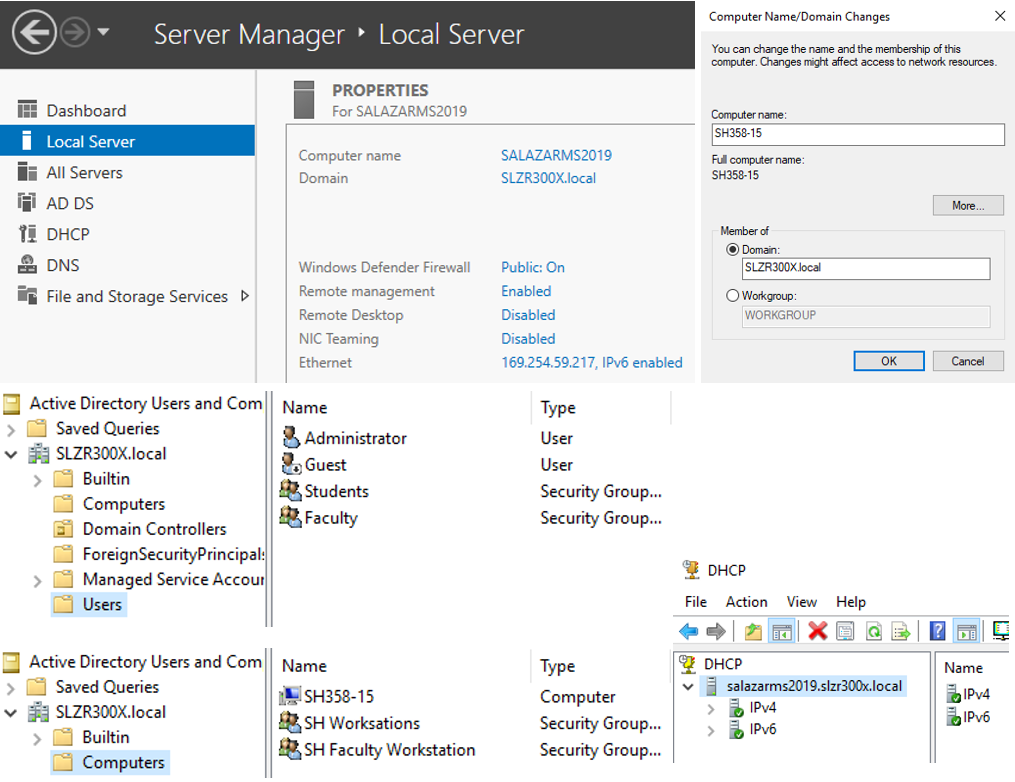 Server Manager ‣ Local Server
Dashboard
Local Server
All Servers
AD DS
DHCP
DNS
File and Storage Services
PROPERTIES
For SALAZARMS2019
Computer name SALAZARMS2019
Domain SLZR300X.local
Windows Defender Firewall Public: On
Remote management Enabled
Remote Desktop Disabled
NIC Teaming Disabled
Ethernet 169.254.59.217, IPv6 enabled
Computer Name/Domain Changes
You can change the name and the membership of this
computer. Changes might affect access to network resources.
Computer name:
SH358-15
Full computer name:
SH358-15
More...
Member of
Domain:
SLZR300X.local
Workgroup:
WORKGROUP
OK Cancel
Active Directory Users and Com
Saved Queries
SLZR300X.local
Builtin
Computers
Domain Controllers
ForeignSecurityPrincipals
Managed Service Accour
Users
Name Type
Administrator User
Guest User
Students Security Group...
Faculty Security Group...
Active Directory Users and Com
Saved Queries
SLZR300X.local
Builtin
Computers
Name Type
SH358-15 Computer
SH Worksations Security Group...
SH Faculty Workstation Security Group...
DHCP
File Action View Help
DHCP
salazarms2019.slzr300x.local
IPv4
IPv6
Name
IPv4
IPv6